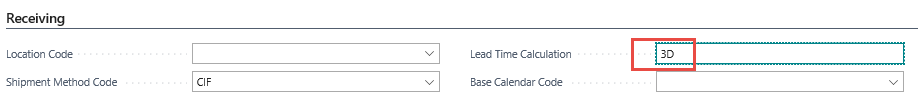 Receiving
Location Code
Lead Time Calculation 3D
Shipment Method Code CIF
Base Calendar Code